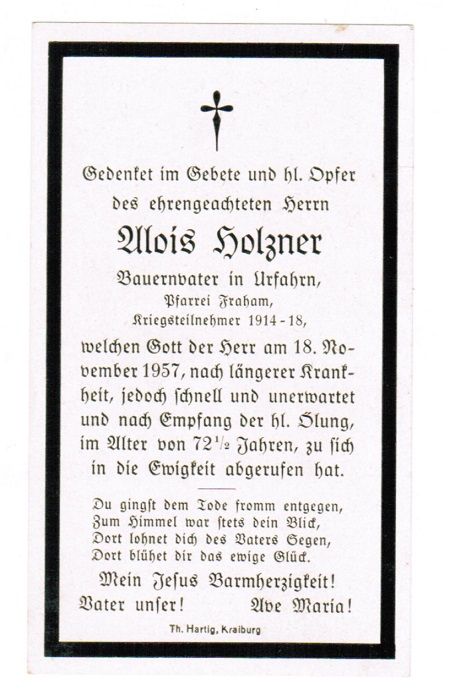 Gedenket im Gebete und hl. Opfer
des ehrengeachteten Herrn
Alois Holzner
Bauernvater in Urfahrn,
Pfarrei Fraham,
Kriegsteilnehmer 1914-18,
welchen Gott der Herr am 18. No-
vember 1957, nach längerer Krank-
heit, jedoch schnell und unerwartet
und nach Empfang der hl. Ölung,
im Alter von 72 1/2 Jahren, zu sich
in die Ewigkeit abgerufen hat.
Du gingst dem Tode fromm entgegen,
Zum Himmel war stets dein Blick,
Dort lohnet dich des Vaters Segen,
Dort blühet dir das ewige Glück.
Mein Jesus Barmherzigkeit!
Vater unser! Ave Maria!
Th. Hartig, Kraiburg